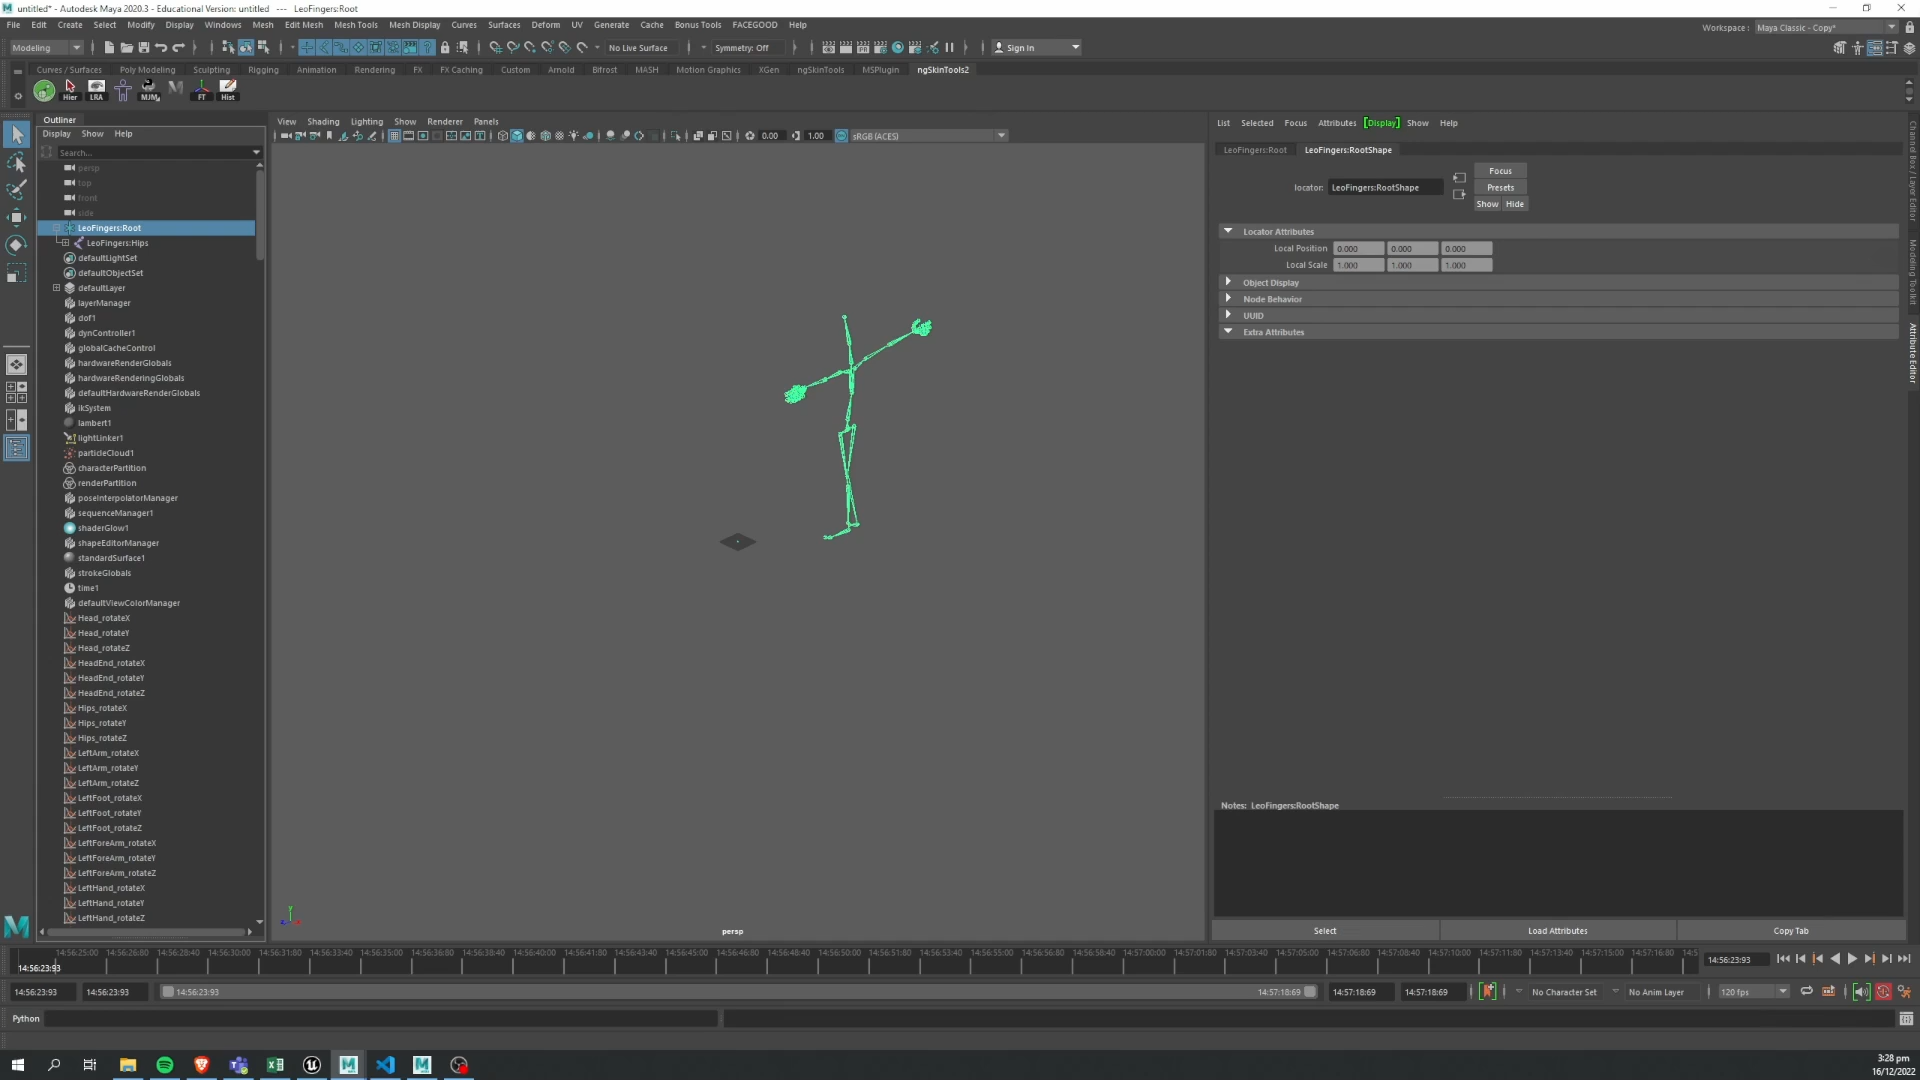 untitled* - Autodesk Maya 2020.3 - Educational Version: untitled --- LeoFingers:Root
File Edit Create Select Modify Display Windows Mesh Edit Mesh Mesh Tools Mesh Display Curves Surfaces Deform UV Generate Cache Bonus Tools FACEGOOD Help
Workspace : Maya Classic - Copy*
Modeling No Live Surface Symmetry: Off Sign In
Curves / Surfaces Poly Modeling Sculpting Rigging Animation Rendering FX FX Caching Custom Arnold Bifrost MASH Motion Graphics XGen ngSkinTools MSPlugin ngSkinTools2
Hier LRA MJM FT Hist
Outliner
Display Show Help
Search...
persp
top
front
side
LeoFingers:Root
LeoFingers:Hips
defaultLightSet
defaultObjectSet
defaultLayer
layerManager
dof1
dynController1
globalCacheControl
hardwareRenderGlobals
hardwareRenderingGlobals
defaultHardwareRenderGlobals
ikSystem
lambert1
lightLinker1
particleCloud1
characterPartition
renderPartition
poseInterpolatorManager
sequenceManager1
shaderGlow1
shapeEditorManager
standardSurface1
strokeGlobals
time1
defaultViewColorManager
Head_rotateX
Head_rotateY
Head_rotateZ
HeadEnd_rotateX
HeadEnd_rotateY
HeadEnd_rotateZ
Hips_rotateX
Hips_rotateY
Hips_rotateZ
LeftArm_rotateX
LeftArm_rotateY
LeftArm_rotateZ
LeftFoot_rotateX
LeftFoot_rotateY
LeftFoot_rotateZ
LeftForeArm_rotateX
LeftForeArm_rotateY
LeftForeArm_rotateZ
LeftHand_rotateX
LeftHand_rotateY
LeftHand_rotateZ
View Shading Lighting Show Renderer Panels
0.00 1.00 sRGB (ACES)
persp
List Selected Focus Attributes [Display] Show Help
LeoFingers:Root LeoFingers:RootShape
locator: LeoFingers:RootShape
Focus
Presets
Show Hide
Locator Attributes
Local Position 0.000 0.000 0.000
Local Scale 1.000 1.000 1.000
Object Display
Node Behavior
UUID
Extra Attributes
Notes: LeoFingers:RootShape
Select Load Attributes Copy Tab
Channel Box / Layer Editor
Modeling Toolkit
Attribute Editor
14:56:25:00 14:56:26:80 14:56:28:40 14:56:30:00 14:56:31:80 14:56:33:40 14:56:35:00 14:56:36:80 14:56:38:40 14:56:40:00 14:56:41:80 14:56:43:40 14:56:45:00 14:56:46:80 14:56:48:40 14:56:50:00 14:56:51:80 14:56:53:40 14:56:55:00 14:56:56:80 14:56:58:40 14:57:00:00 14:57:01:80 14:57:03:40 14:57:05:00 14:57:06:80 14:57:08:40 14:57:10:00 14:57:11:80 14:57:13:40 14:57:15:00 14:57:16:80 14:5
14:56:23:93 14:56:23:93
14:56:23:93 14:56:23:93 14:56:23:93 14:57:18:69 14:57:18:69 14:57:18:69 No Character Set No Anim Layer 120 fps
Python
3:28 pm
16/12/2022